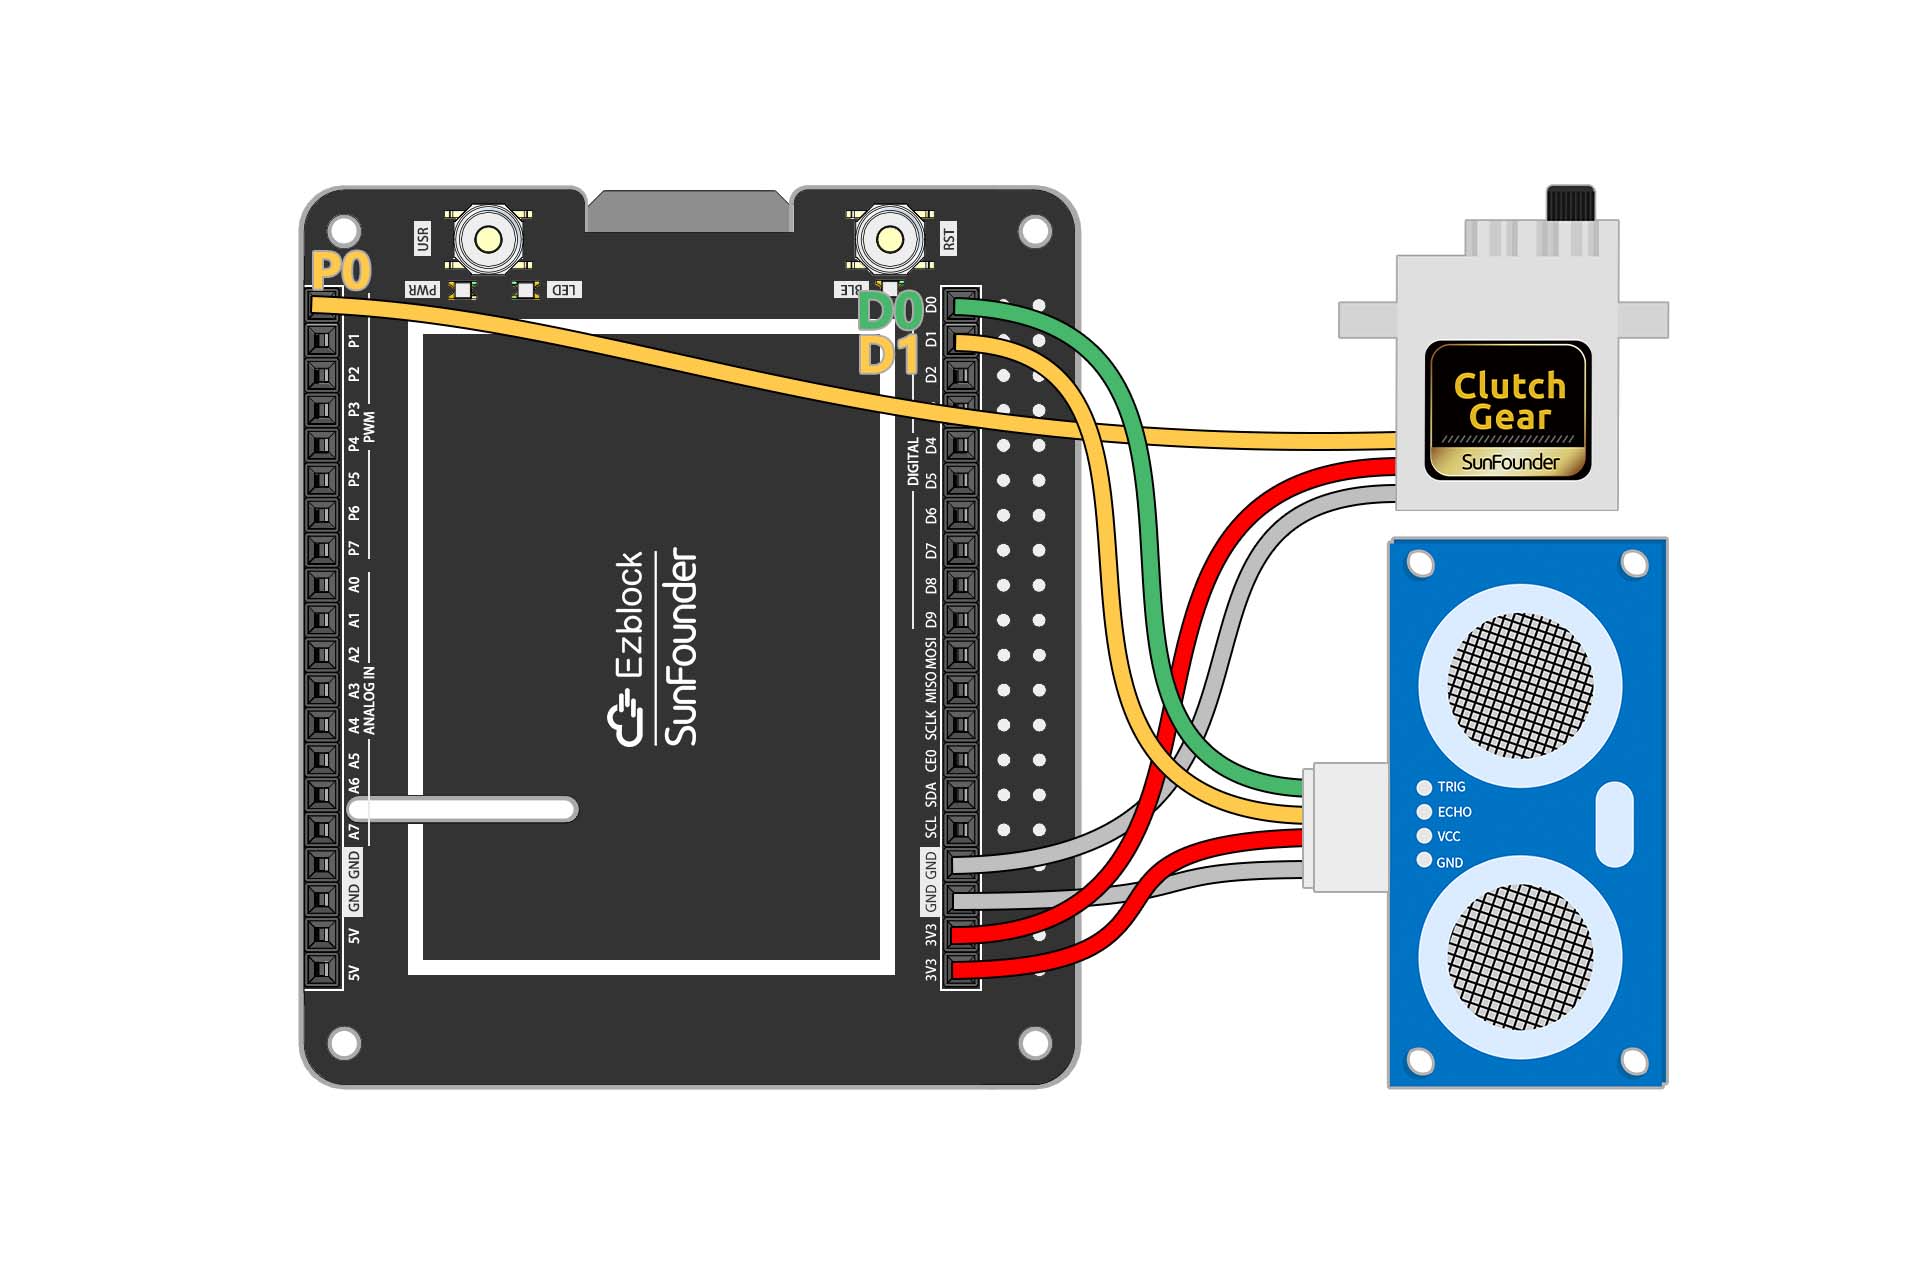 USR
RST
P0
PWR
LED
BLE
D0
D1
P1
P2
P3
P4
P5
P6
P7
PWM
A0
A1
A2
A3
A4
A5
A6
A7
ANALOG IN
GND GND
5V
5V
Ezblock
SunFounder
D0
D1
D2
D4
D5
D6
D7
D8
D9
DIGITAL
MISO.MOSI
SCLK
CE0
SDA
SCL
GND GND
3V3
3V3
Clutch
Gear
SunFounder
TRIG
ECHO
VCC
GND